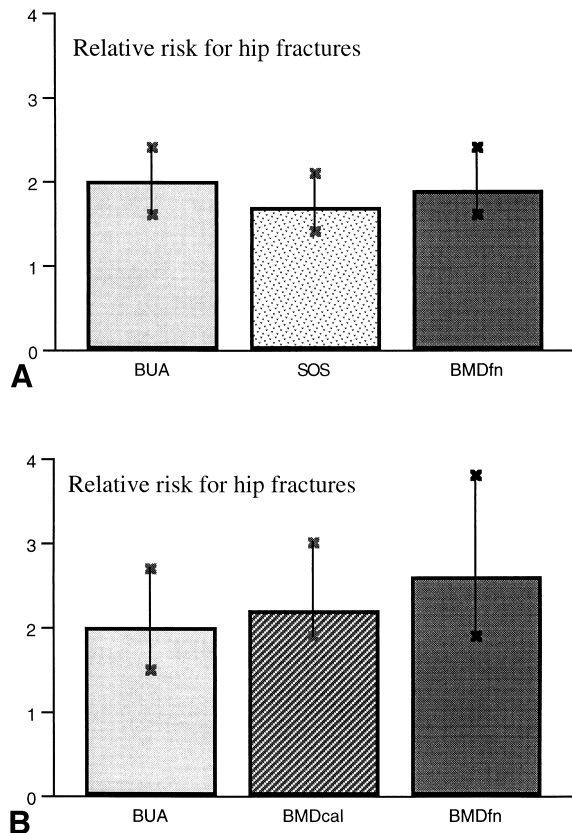 4
Relative risk for hip fractures
3
2
1
0
A
BUA SOS BMDfn
4
Relative risk for hip fractures
3
2
1
0
B
BUA BMDcal BMDfn